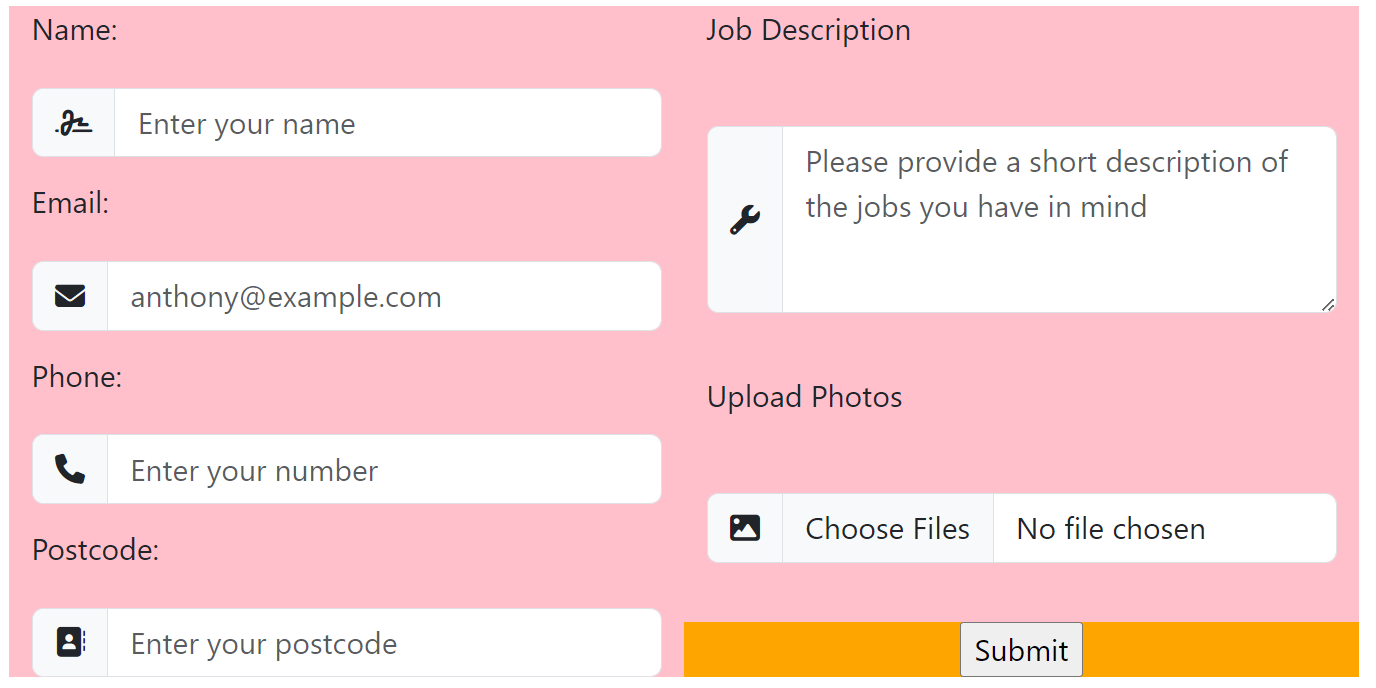 Name:
Enter your name
Email:
anthony@example.com
Phone:
Enter your number
Postcode:
Enter your postcode
Job Description
Please provide a short description of
the jobs you have in mind
Upload Photos
Choose Files No file chosen
Submit